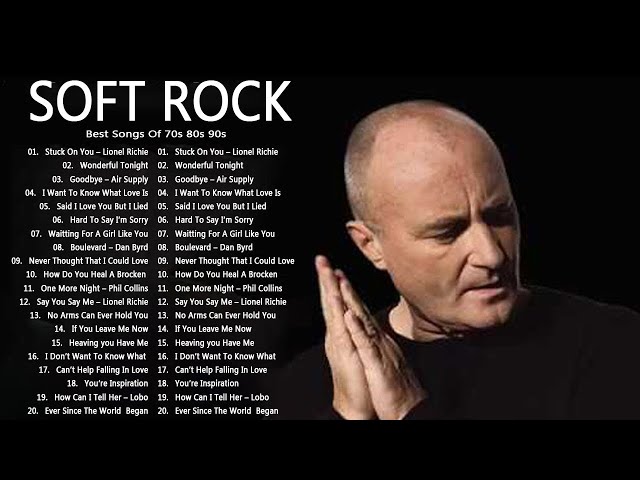 SOFT ROCK
Best Songs Of 70s 80s 90s
01. Stuck On You – Lionel Richie
02. Wonderful Tonight
03. Goodbye – Air Supply
04. I Want To Know What Love Is
05. Said I Love You But I Lied
06. Hard To Say I'm Sorry
07. Waitting For A Girl Like You
08. Boulevard – Dan Byrd
09. Never Thought That I Could Love
10. How Do You Heal A Brocken
11. One More Night – Phil Collins
12. Say You Say Me – Lionel Richie
13. No Arms Can Ever Hold You
14. If You Leave Me Now
15. Heaving you Have Me
16. I Don't Want To Know What
17. Can't Help Falling In Love
18. You're Inspiration
19. How Can I Tell Her – Lobo
20. Ever Since The World Began
01. Stuck On You – Lionel Richie
02. Wonderful Tonight
03. Goodbye – Air Supply
04. I Want To Know What Love Is
05. Said I Love You But I Lied
06. Hard To Say I'm Sorry
07. Waitting For A Girl Like You
08. Boulevard – Dan Byrd
09. Never Thought That I Could Love
10. How Do You Heal A Brocken
11. One More Night – Phil Collins
12. Say You Say Me – Lionel Richie
13. No Arms Can Ever Hold You
14. If You Leave Me Now
15. Heaving you Have Me
16. I Don't Want To Know What
17. Can't Help Falling In Love
18. You're Inspiration
19. How Can I Tell Her – Lobo
20. Ever Since The World Began